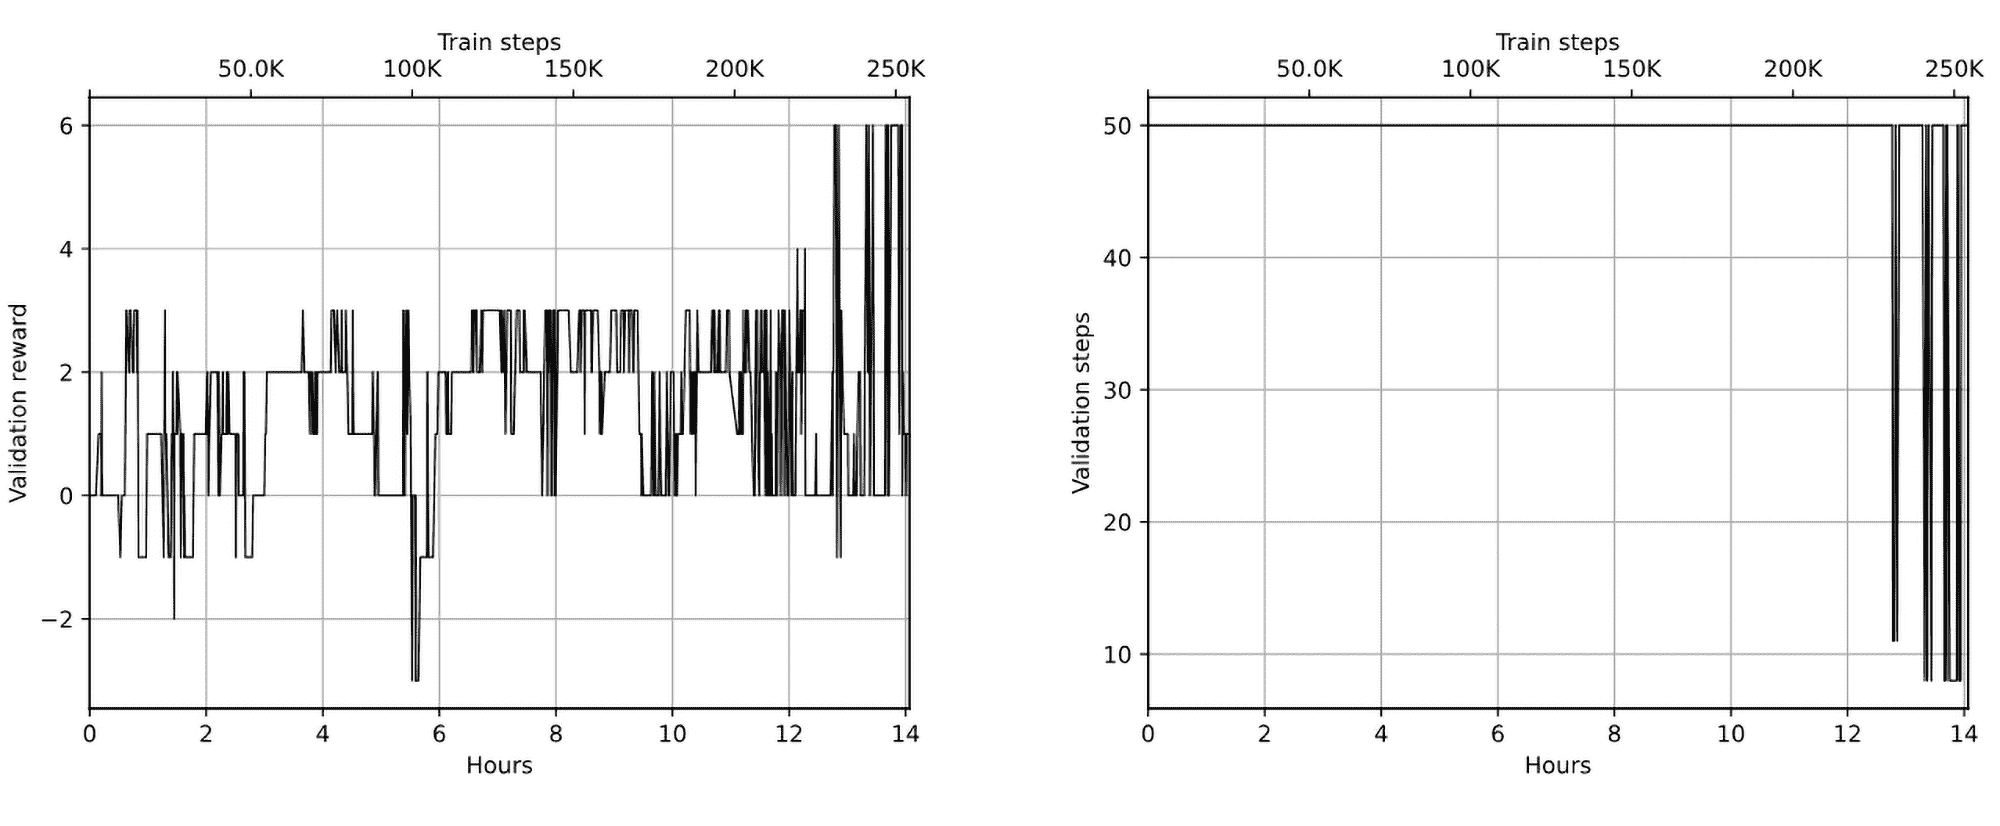 Train steps
50.0K 100K 150K 200K 250K
6
4
2
0
−2
Validation reward
0 2 4 6 8 10 12 14
Hours
Train steps
50.0K 100K 150K 200K 250K
50
40
30
20
10
Validation steps
0 2 4 6 8 10 12 14
Hours